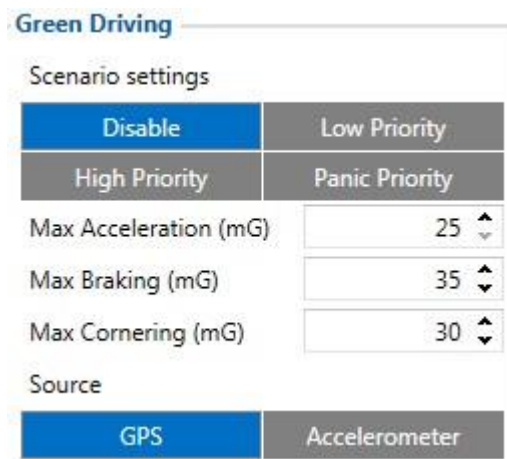 Green Driving
Scenario settings
Disable Low Priority
High Priority Panic Priority
Max Acceleration (mG) 25
Max Braking (mG) 35
Max Cornering (mG) 30
Source
GPS Accelerometer